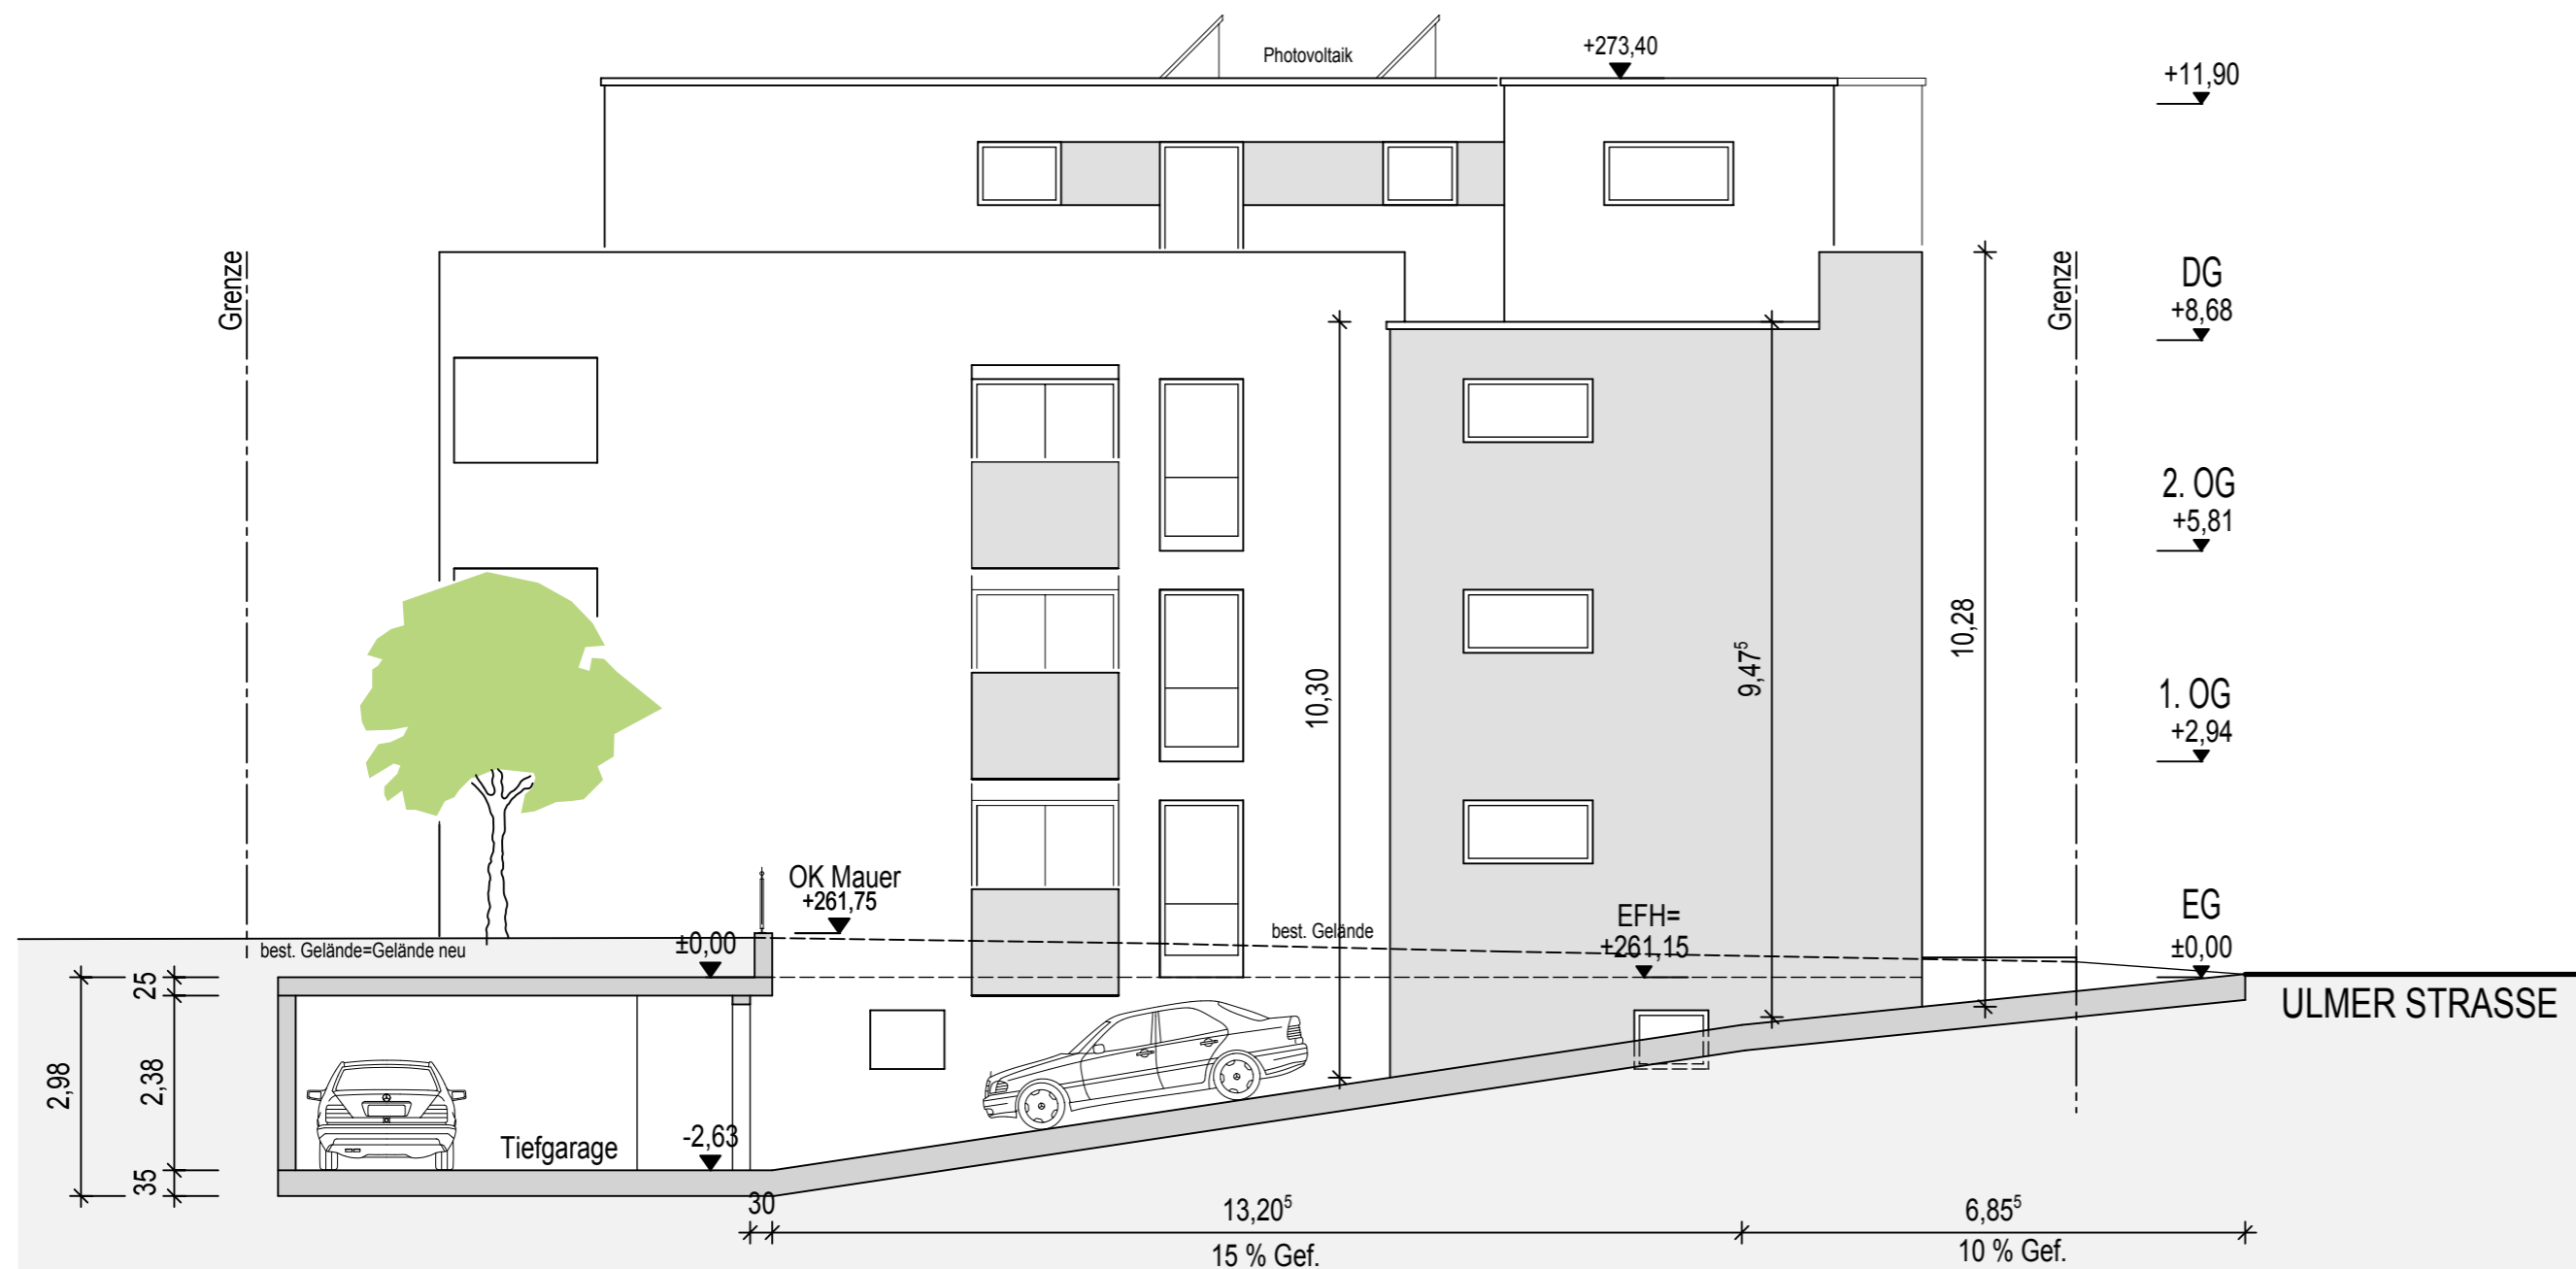 Photovoltaik
+273,40
+11,90
Grenze
Grenze
DG
+8,68
2. OG
+5,81
10,28
9,47⁵
10,30
1. OG
+2,94
OK Mauer
+261,75
EG
±0,00
EFH=
+261,15
best. Gelände
best. Gelände=Gelände neu
±0,00
ULMER STRASSE
25
2,38
2,98
35
Tiefgarage
-2,63
30
13,20⁵
6,85⁵
15 % Gef.
10 % Gef.